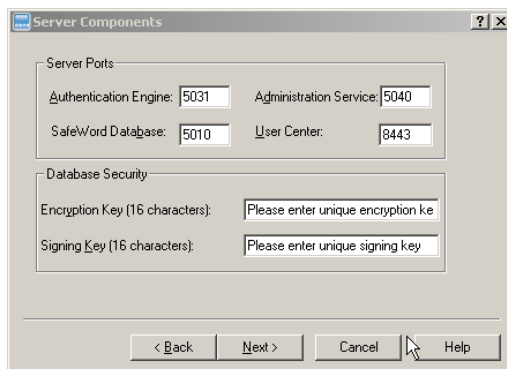 Server Components
Server Ports
Authentication Engine: 5031 Administration Service: 5040
SafeWord Database: 5010 User Center: 8443
Database Security
Encryption Key (16 characters): Please enter unique encryption ke
Signing Key (16 characters): Please enter unique signing key
< Back Next > Cancel Help